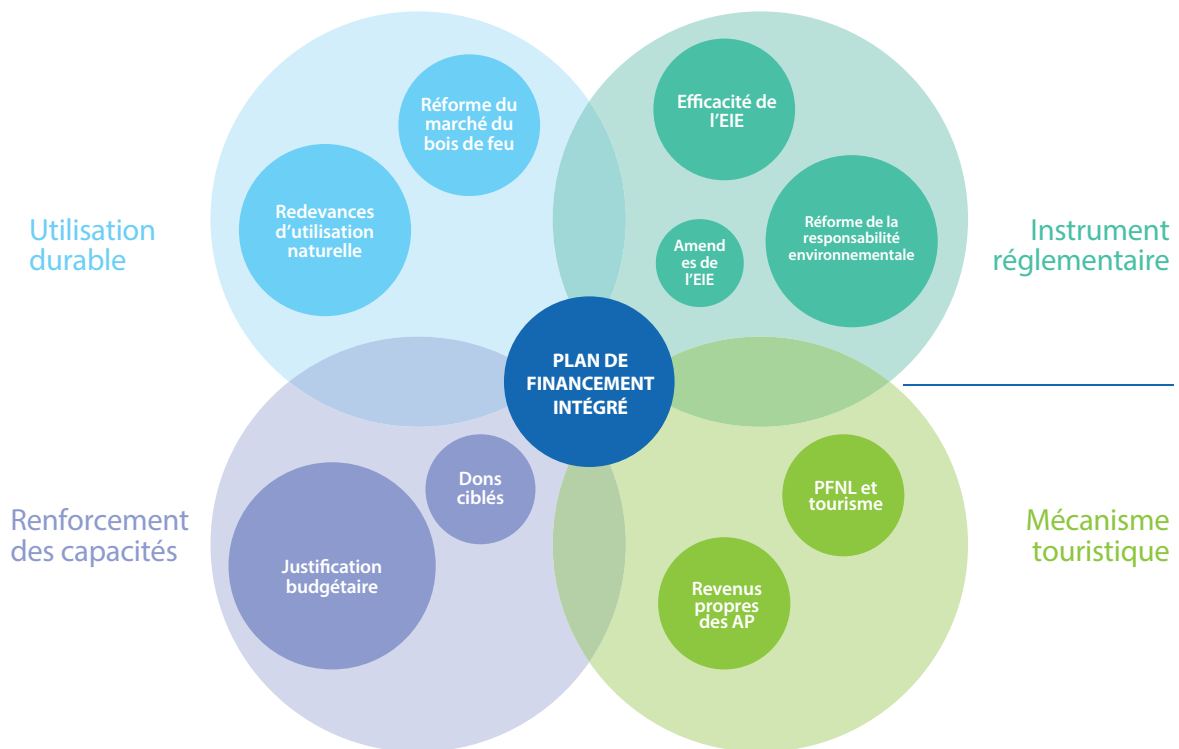 Utilisation
durable
Réforme du
marché du
bois de feu
Redevances
d’utilisation
naturelle
Efficacité de
l’EIE
Amend
es de
l’EIE
Réforme de la
responsabilité
environnementale
Instrument
réglementaire
PLAN DE
FINANCEMENT
INTÉGRÉ
Renforcement
des capacités
Dons
ciblés
Justification
budgétaire
PFNL et
tourisme
Revenus
propres
des AP
Mécanisme
touristique